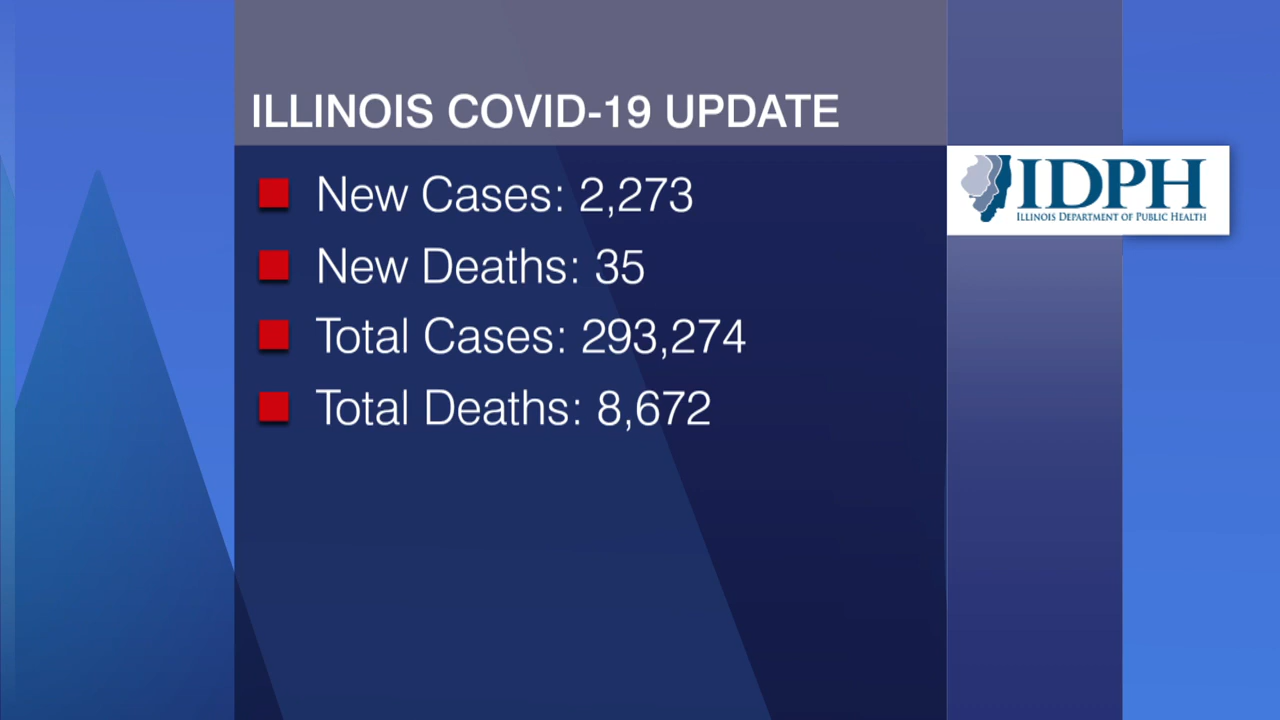 ILLINOIS COVID-19 UPDATE
New Cases: 2,273
New Deaths: 35
Total Cases: 293,274
Total Deaths: 8,672
IDPH
ILLINOIS DEPARTMENT OF PUBLIC HEALTH